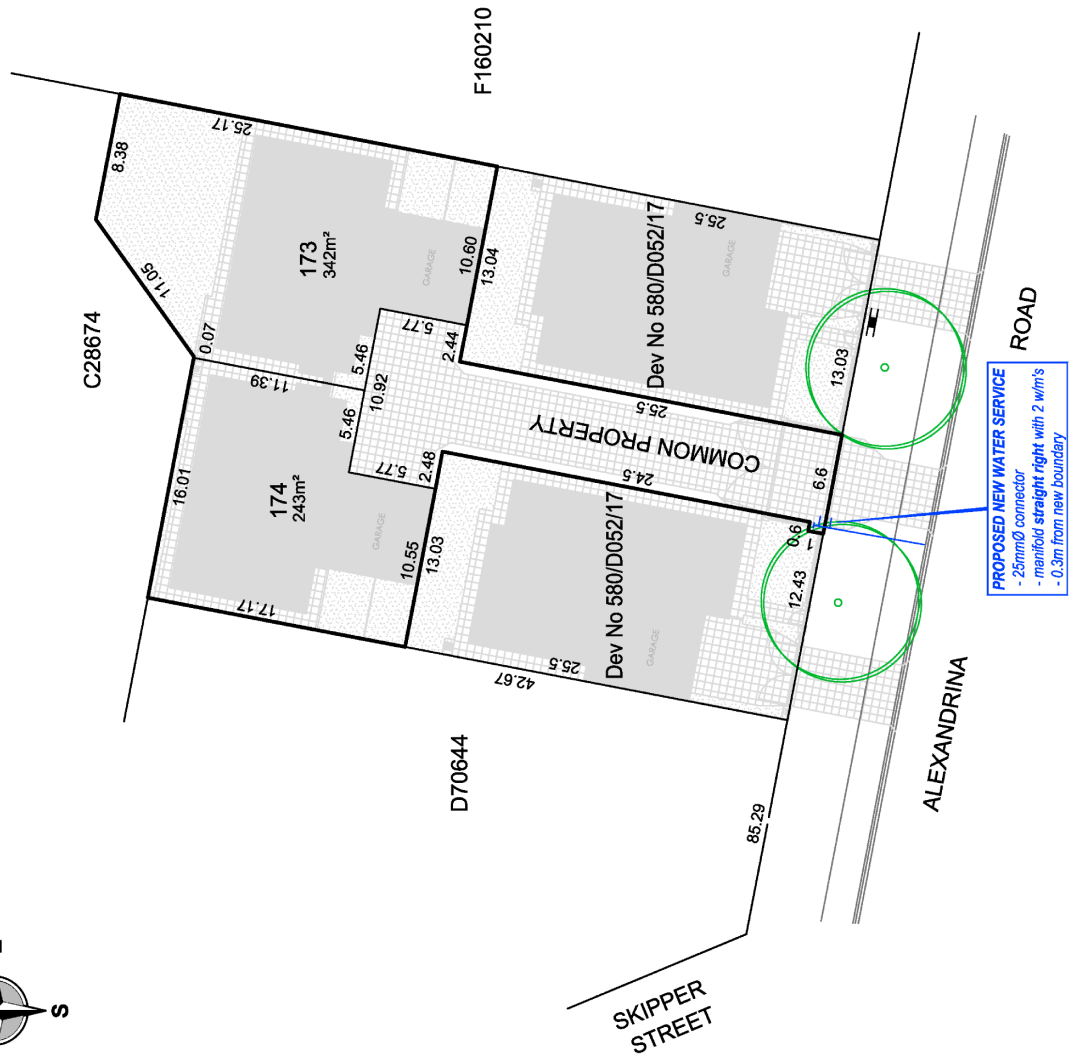 F160210
C28674
8.38
25.17
11.05
173
342m²
GARAGE
10.60
13.04
0.07
5.77
5.46
2.44
11.39
10.92
5.46
16.01
174
243m²
5.77
2.48
GARAGE
10.55
13.03
17.17
25.5
Dev No 580/D052/17
GARAGE
25.5
COMMON PROPERTY
24.5
13.03
6.6
0.6
1
12.43
Dev No 580/D052/17
GARAGE
25.5
42.67
D70644
85.29
ROAD
ALEXANDRINA
PROPOSED NEW WATER SERVICE
- 25mmØ connector
- manifold straight right with 2 w/m's
- 0.3m from new boundary
SKIPPER
STREET
S